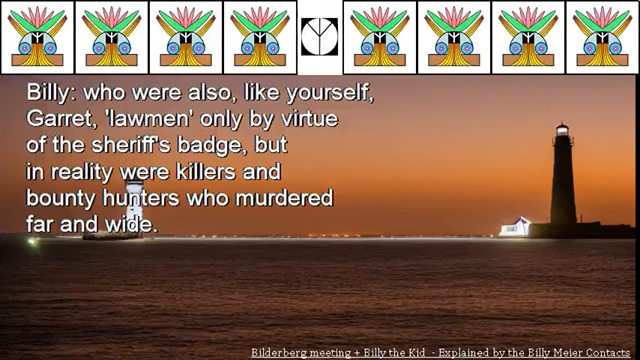 Billy: who were also, like yourself,
Garret, 'lawmen' only by virtue
of the sheriff's badge, but
in reality were killers and
bounty hunters who murdered
far and wide.
Bilderberg meeting + Billy the Kid - Explained by the Billy Meier Contacts